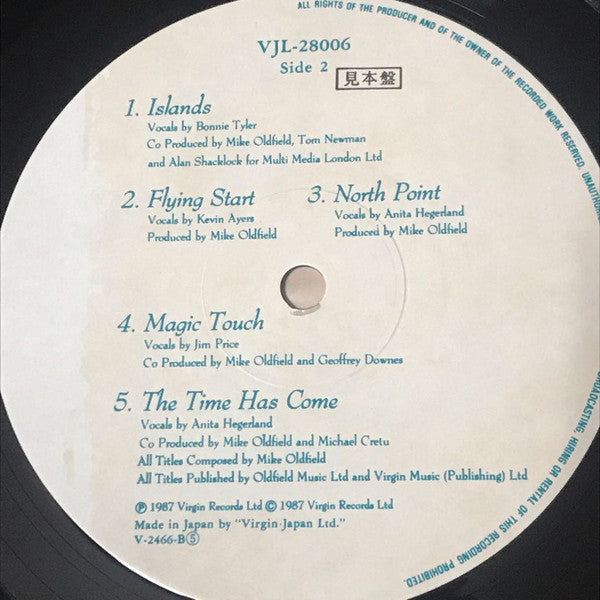 ALL RIGHTS OF THE PRODUCER AND OF THE OWNER OF THE RECORDED WORK RESERVED. UNAUTHO
VJL-28006
Side 2
見本盤
1. Islands
Vocals by Bonnie Tyler
Co Produced by Mike Oldfield, Tom Newman
and Alan Shacklock for Multi Media London Ltd
2. Flying Start
Vocals by Kevin Ayers
Produced by Mike Oldfield
3. North Point
Vocals by Anita Hegerland
Produced by Mike Oldfield
4. Magic Touch
Vocals by Jim Price
Co Produced by Mike Oldfield and Geoffrey Downes
5. The Time Has Come
Vocals by Anita Hegerland
Co Produced by Mike Oldfield and Michael Cretu
All Titles Composed by Mike Oldfield
All Titles Published by Oldfield Music Ltd and Virgin Music (Publishing) Ltd
℗ 1987 Virgin Records Ltd © 1987 Virgin Records Ltd
Made in Japan by "Virgin·Japan Ltd."
V-2466-B⑤
ROADCASTING HIRING OR RENTAL OF THIS RECORDING PROHIBITED.